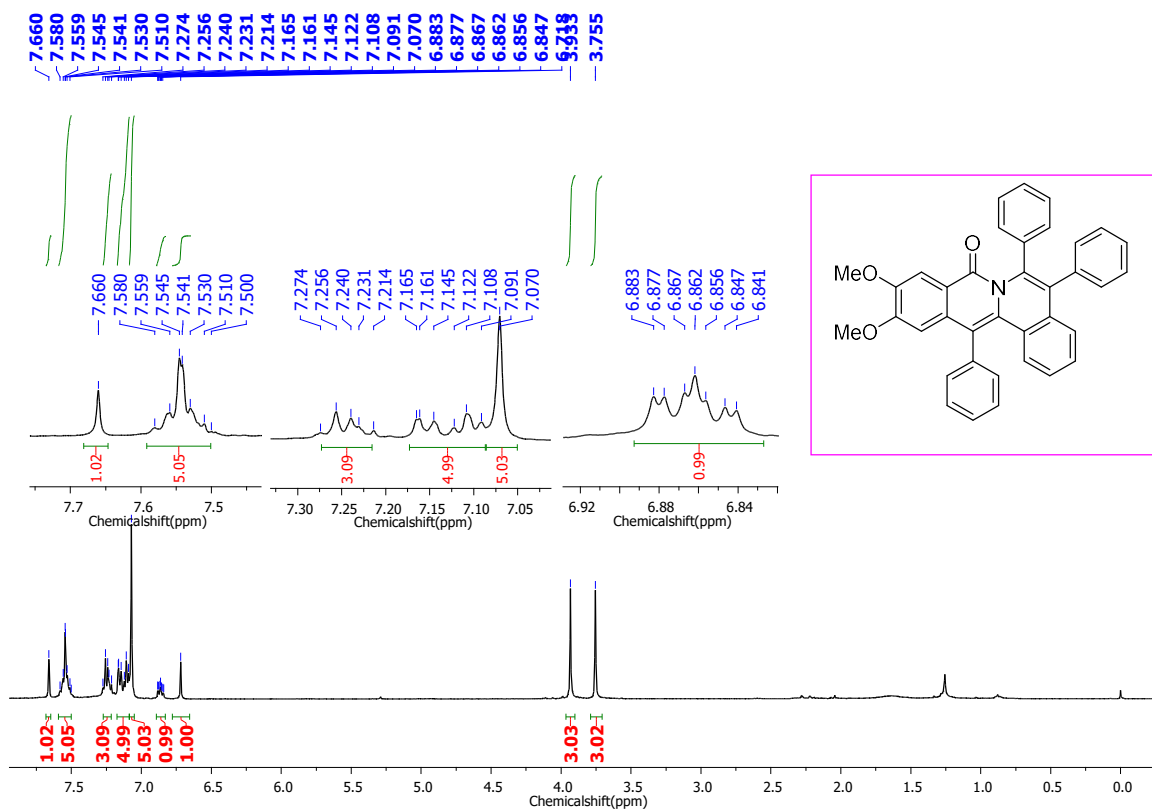 7.660 7.580 7.559 7.545 7.541 7.530 7.510 7.274 7.256 7.240 7.231 7.214 7.165 7.161 7.145 7.122 7.108 7.091 7.070 6.883 6.877 6.867 6.862 6.856 6.847 6.718 3.933 3.755
7.660 7.580 7.559 7.545 7.541 7.530 7.510 7.500
7.274 7.256 7.240 7.231 7.214 7.165 7.161 7.145 7.122 7.108 7.091 7.070
6.883 6.877 6.867 6.862 6.856 6.847 6.841
1.02 5.05
7.7 7.6 7.5
Chemicalshift(ppm)
3.09 4.99 5.03
7.30 7.25 7.20 7.15 7.10 7.05
Chemicalshift(ppm)
0.99
6.92 6.88 6.84
Chemicalshift(ppm)
O
MeO
N
MeO
1.02 5.05 3.09 4.99 5.03 0.99 1.00 3.03 3.02
7.5 7.0 6.5 6.0 5.5 5.0 4.5 4.0 3.5 3.0 2.5 2.0 1.5 1.0 0.5 0.0
Chemicalshift(ppm)